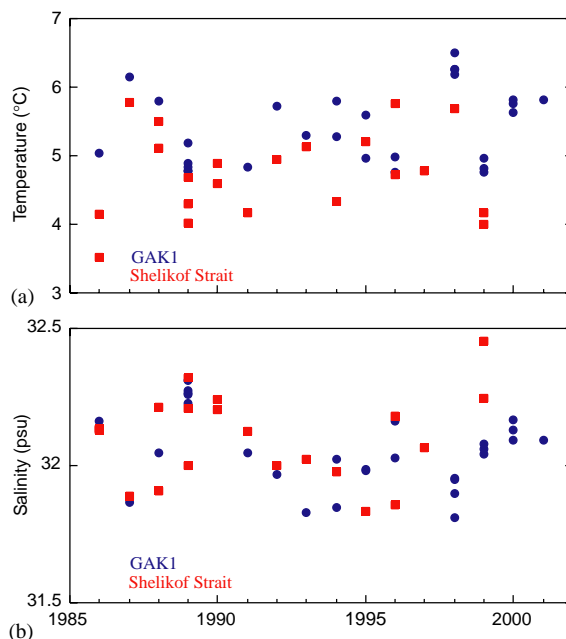 7
6
5
4
3
Temperature (°C)
GAK1
Shelikof Strait
(a)
32.5
32
31.5
Salinity (psu)
GAK1
Shelikof Strait
(b)
1985 1990 1995 2000